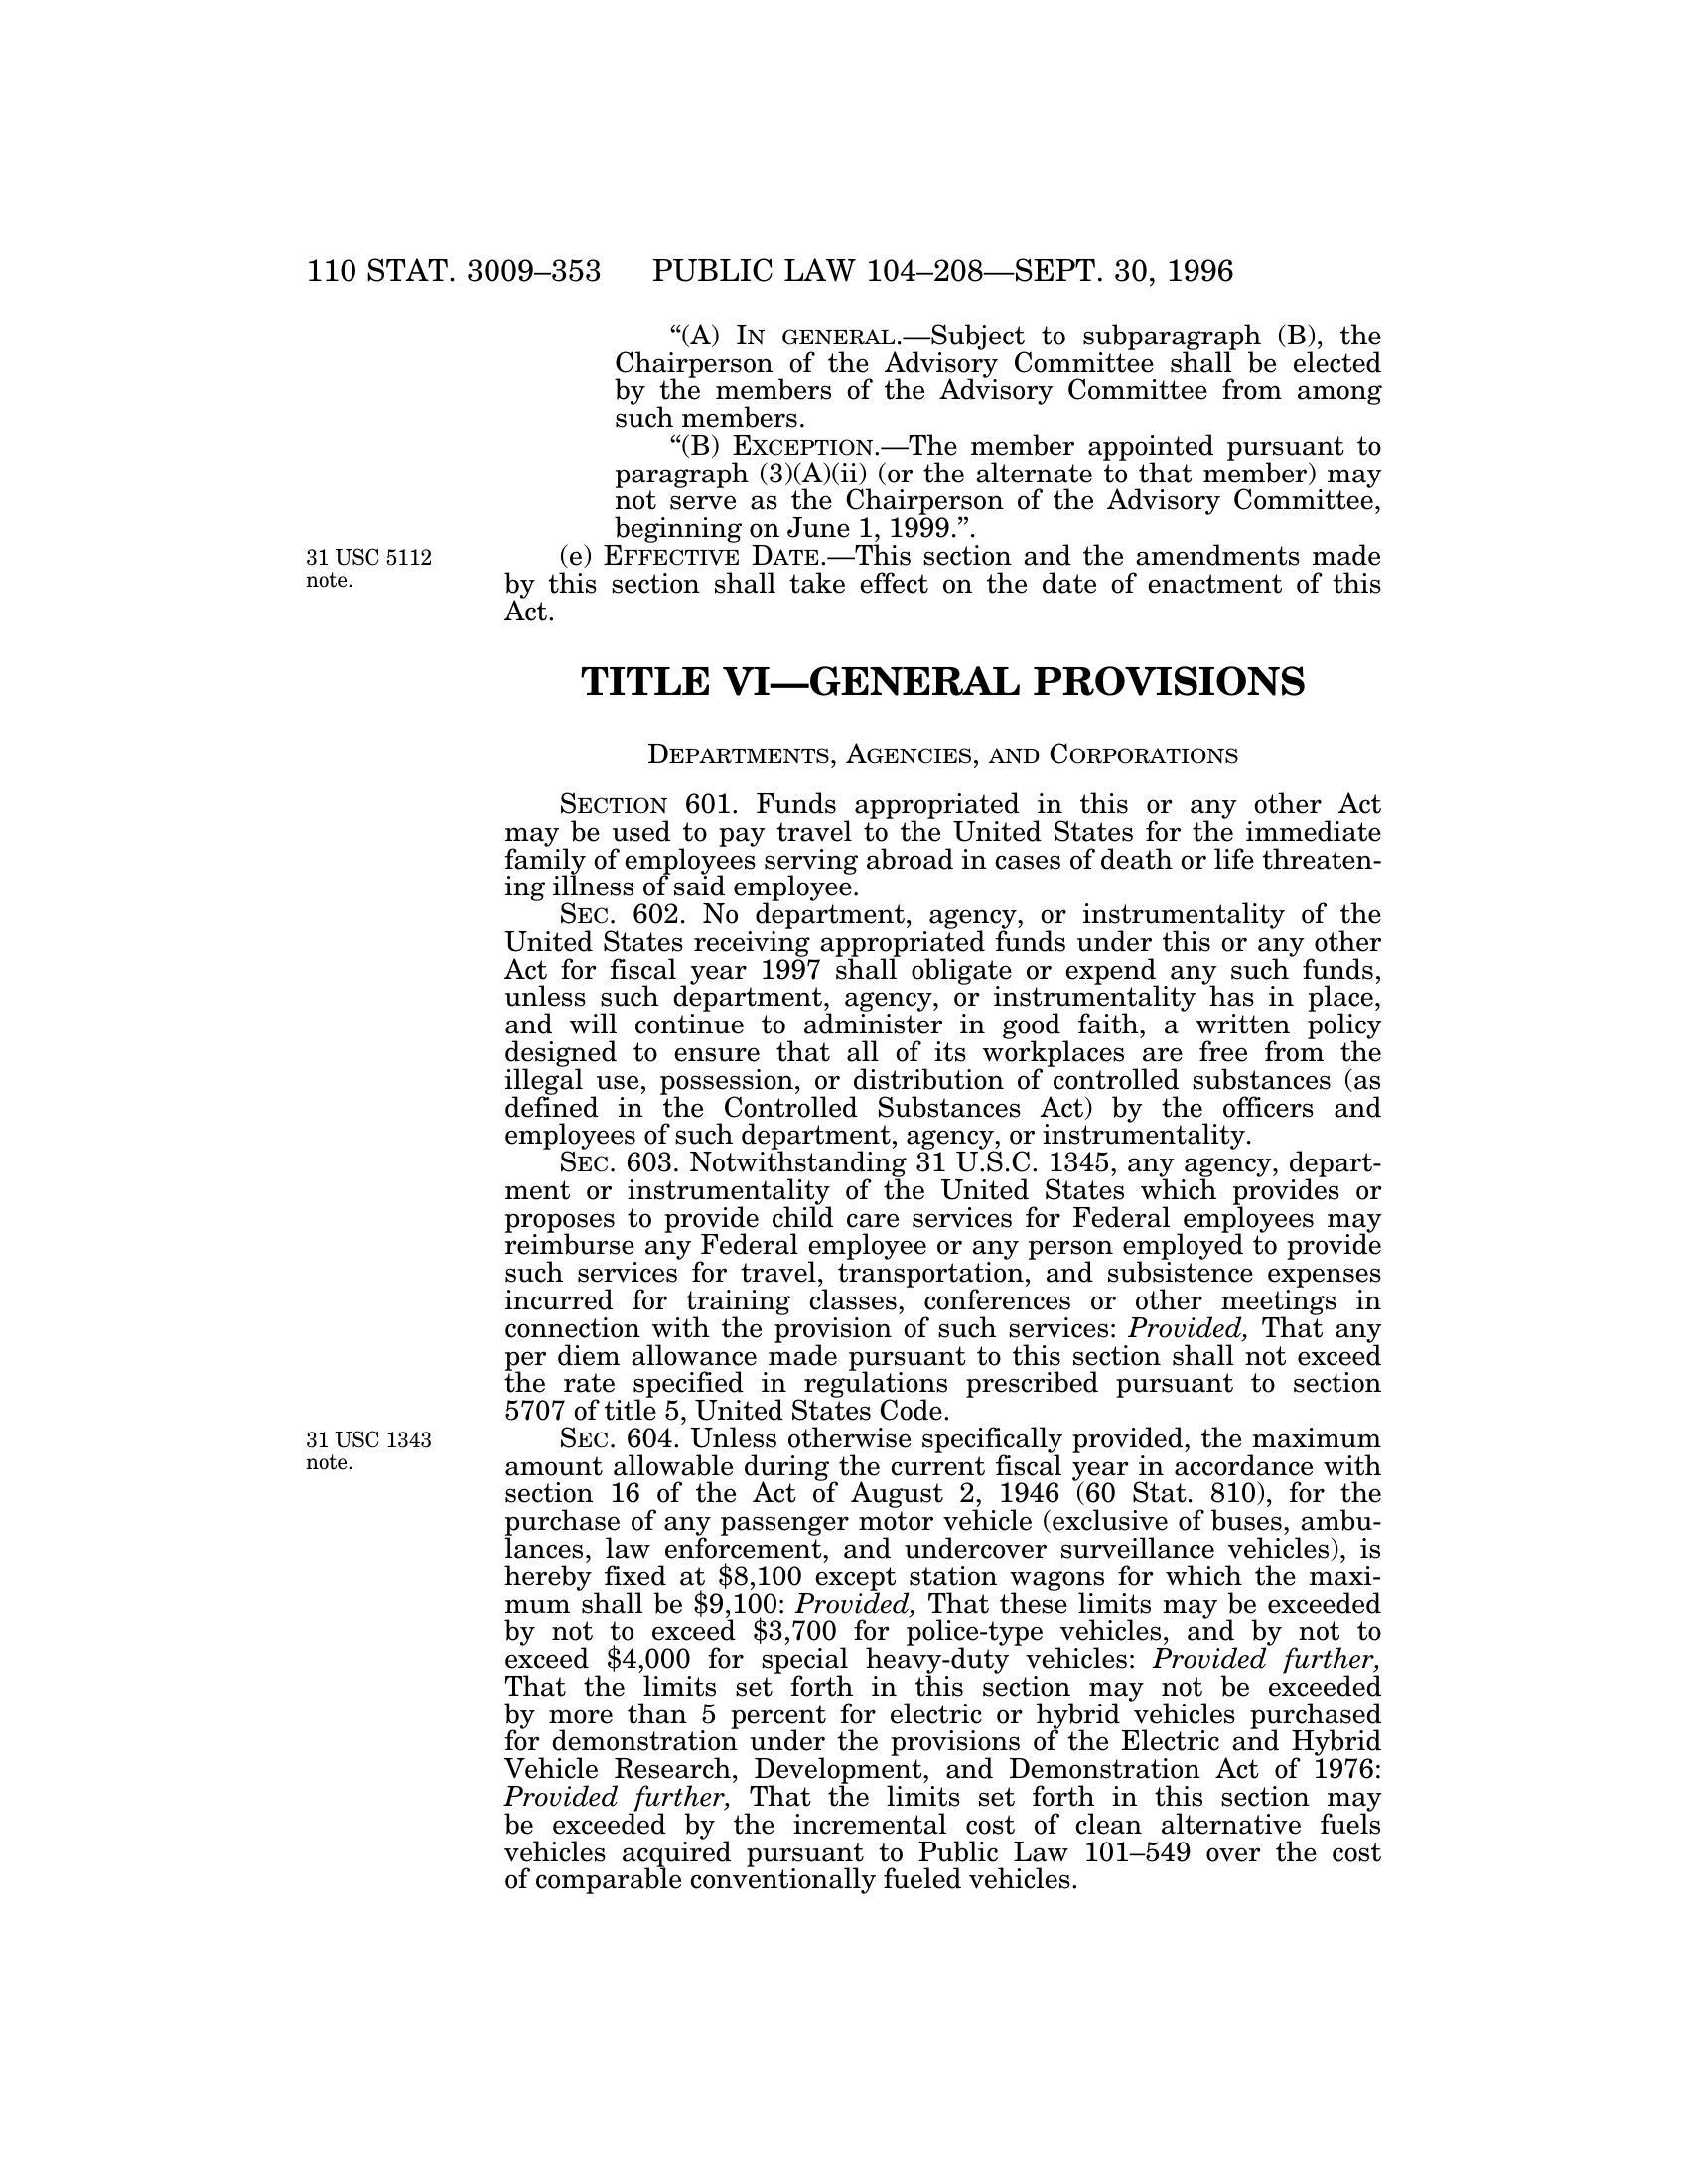 110 STAT. 3009–353 PUBLIC LAW 104–208—SEPT. 30, 1996
“(A) IN GENERAL.—Subject to subparagraph (B), the
Chairperson of the Advisory Committee shall be elected
by the members of the Advisory Committee from among
such members.
“(B) EXCEPTION.—The member appointed pursuant to
paragraph (3)(A)(ii) (or the alternate to that member) may
not serve as the Chairperson of the Advisory Committee,
beginning on June 1, 1999.”.
31 USC 5112
note.
(e) EFFECTIVE DATE.—This section and the amendments made
by this section shall take effect on the date of enactment of this
Act.
TITLE VI—GENERAL PROVISIONS
DEPARTMENTS, AGENCIES, AND CORPORATIONS
SECTION 601. Funds appropriated in this or any other Act
may be used to pay travel to the United States for the immediate
family of employees serving abroad in cases of death or life threaten-
ing illness of said employee.
SEC. 602. No department, agency, or instrumentality of the
United States receiving appropriated funds under this or any other
Act for fiscal year 1997 shall obligate or expend any such funds,
unless such department, agency, or instrumentality has in place,
and will continue to administer in good faith, a written policy
designed to ensure that all of its workplaces are free from the
illegal use, possession, or distribution of controlled substances (as
defined in the Controlled Substances Act) by the officers and
employees of such department, agency, or instrumentality.
SEC. 603. Notwithstanding 31 U.S.C. 1345, any agency, depart-
ment or instrumentality of the United States which provides or
proposes to provide child care services for Federal employees may
reimburse any Federal employee or any person employed to provide
such services for travel, transportation, and subsistence expenses
incurred for training classes, conferences or other meetings in
connection with the provision of such services: Provided, That any
per diem allowance made pursuant to this section shall not exceed
the rate specified in regulations prescribed pursuant to section
5707 of title 5, United States Code.
31 USC 1343
note.
SEC. 604. Unless otherwise specifically provided, the maximum
amount allowable during the current fiscal year in accordance with
section 16 of the Act of August 2, 1946 (60 Stat. 810), for the
purchase of any passenger motor vehicle (exclusive of buses, ambu-
lances, law enforcement, and undercover surveillance vehicles), is
hereby fixed at $8,100 except station wagons for which the maxi-
mum shall be $9,100: Provided, That these limits may be exceeded
by not to exceed $3,700 for police-type vehicles, and by not to
exceed $4,000 for special heavy-duty vehicles: Provided further,
That the limits set forth in this section may not be exceeded
by more than 5 percent for electric or hybrid vehicles purchased
for demonstration under the provisions of the Electric and Hybrid
Vehicle Research, Development, and Demonstration Act of 1976:
Provided further, That the limits set forth in this section may
be exceeded by the incremental cost of clean alternative fuels
vehicles acquired pursuant to Public Law 101–549 over the cost
of comparable conventionally fueled vehicles.